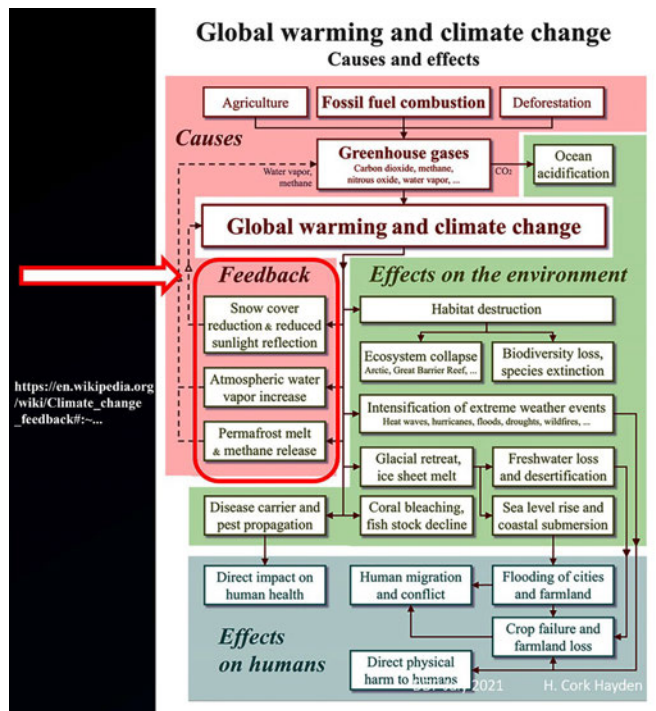 Global warming and climate change
Causes and effects
Agriculture
Fossil fuel combustion
Deforestation
Causes
Greenhouse gases
Carbon dioxide, methane,
nitrous oxide, water vapor, ...
Water vapor,
methane
CO₂
Ocean
acidification
Global warming and climate change
Feedback
Effects on the environment
Snow cover
reduction & reduced
sunlight reflection
Habitat destruction
Ecosystem collapse
Arctic, Great Barrier Reef, ...
Biodiversity loss,
species extinction
https://en.wikipedia.org
/wiki/Climate_change
_feedback#:~...
Atmospheric water
vapor increase
Intensification of extreme weather events
Heat waves, hurricanes, floods, droughts, wildfires, ...
Permafrost melt
& methane release
Glacial retreat,
ice sheet melt
Freshwater loss
and desertification
Disease carrier and
pest propagation
Coral bleaching,
fish stock decline
Sea level rise and
coastal submersion
Direct impact on
human health
Human migration
and conflict
Flooding of cities
and farmland
Effects
on humans
Crop failure and
farmland loss
Direct physical
harm to humans
2021
H. Cork Hayden